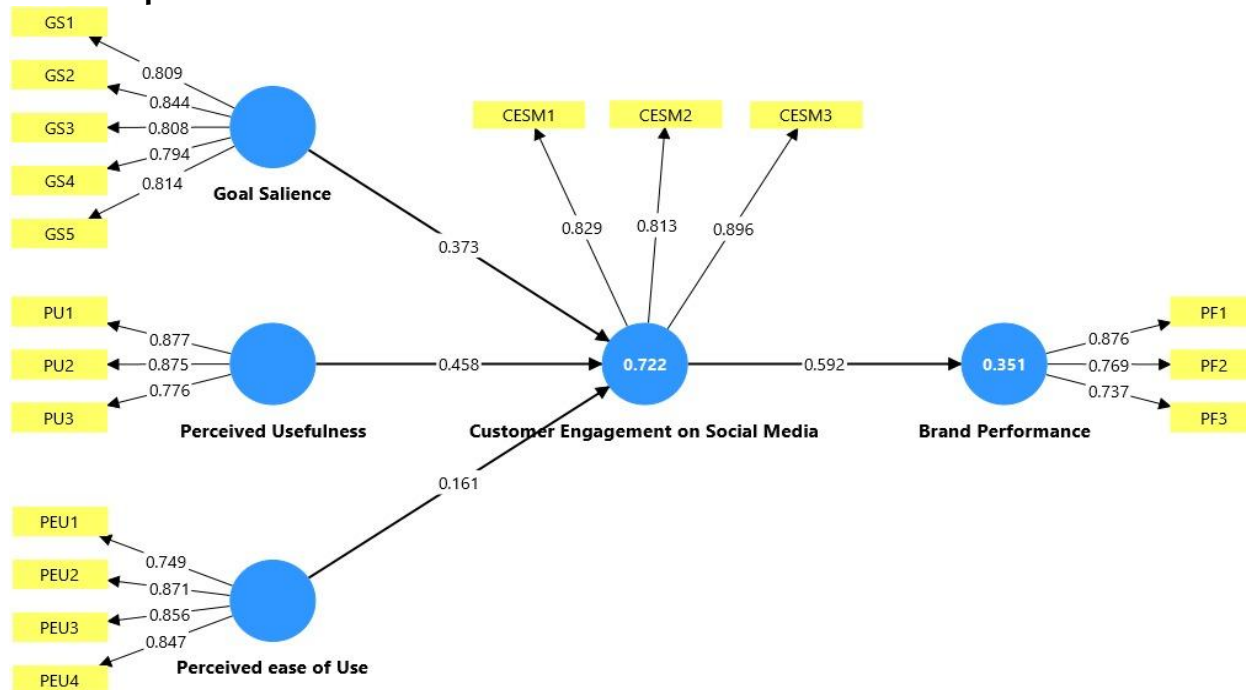 GS1
GS2
GS3
GS4
GS5
0.809
0.844
0.808
0.794
0.814
Goal Salience
0.373
CESM1
CESM2
CESM3
0.829
0.813
0.896
PU1
PU2
PU3
0.877
0.875
0.776
Perceived Usefulness
0.458
0.722
Customer Engagement on Social Media
0.592
0.351
Brand Performance
0.876
0.769
0.737
PF1
PF2
PF3
0.161
PEU1
PEU2
PEU3
PEU4
0.749
0.871
0.856
0.847
Perceived ease of Use